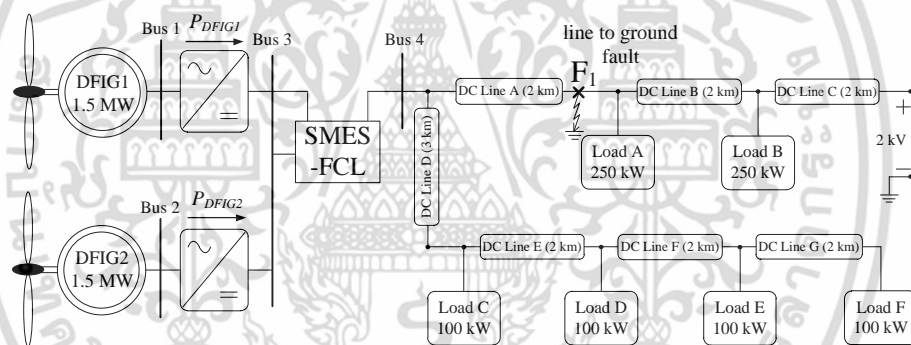 Bus 1
P_DFIG1
Bus 3
Bus 4
line to ground
fault
F₁
DFIG1
1.5 MW
DC Line A (2 km)
DC Line B (2 km)
DC Line C (2 km)
+
2 kV
SMES
-FCL
DC Line D (3 km)
Load A
250 kW
Load B
250 kW
Bus 2
P_DFIG2
DFIG2
1.5 MW
DC Line E (2 km)
DC Line F (2 km)
DC Line G (2 km)
Load C
100 kW
Load D
100 kW
Load E
100 kW
Load F
100 kW